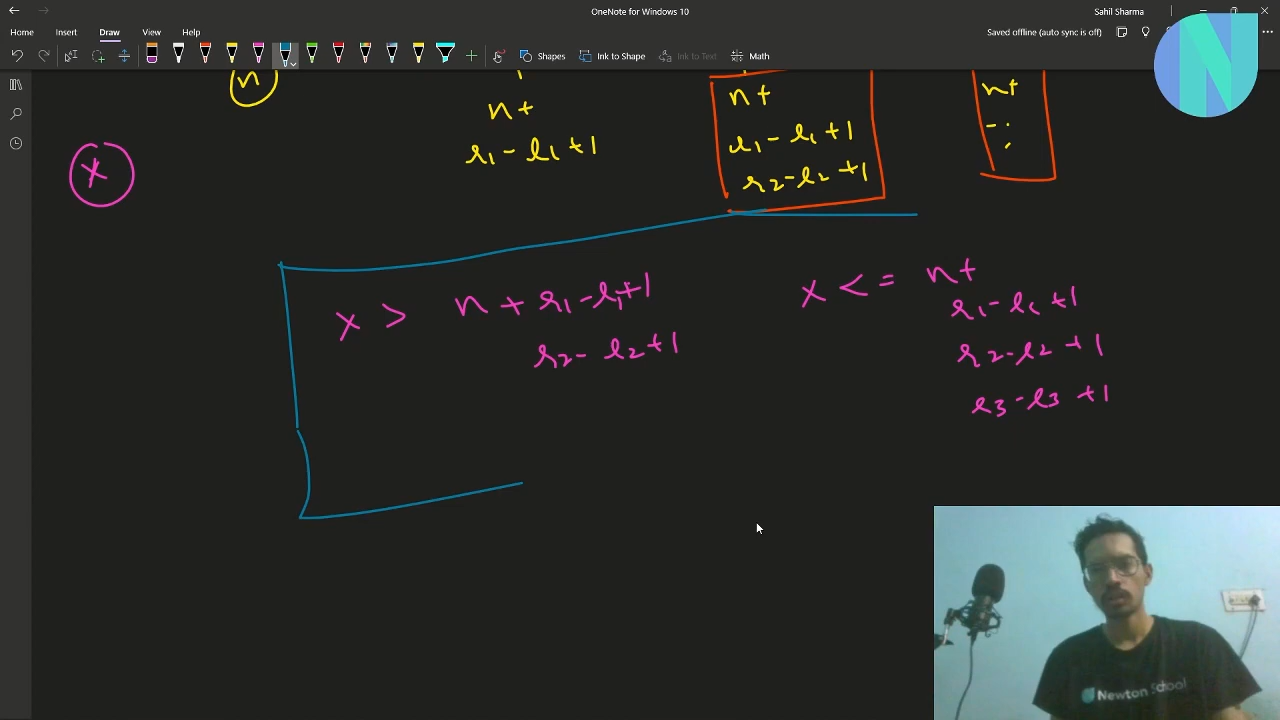 OneNote for Windows 10
Sahil Sharma
Home Insert Draw View Help
Saved offline (auto sync is off)
Shapes Ink to Shape Ink to Text Math
n
n+
r1-l1+1
n+
r1-l1+1
r2-l2+1
n+
x
x > n + r1-l1+1
r2-l2+1
x <= n+
r1-l1+1
r2-l2+1
r3-l3+1
Newton School